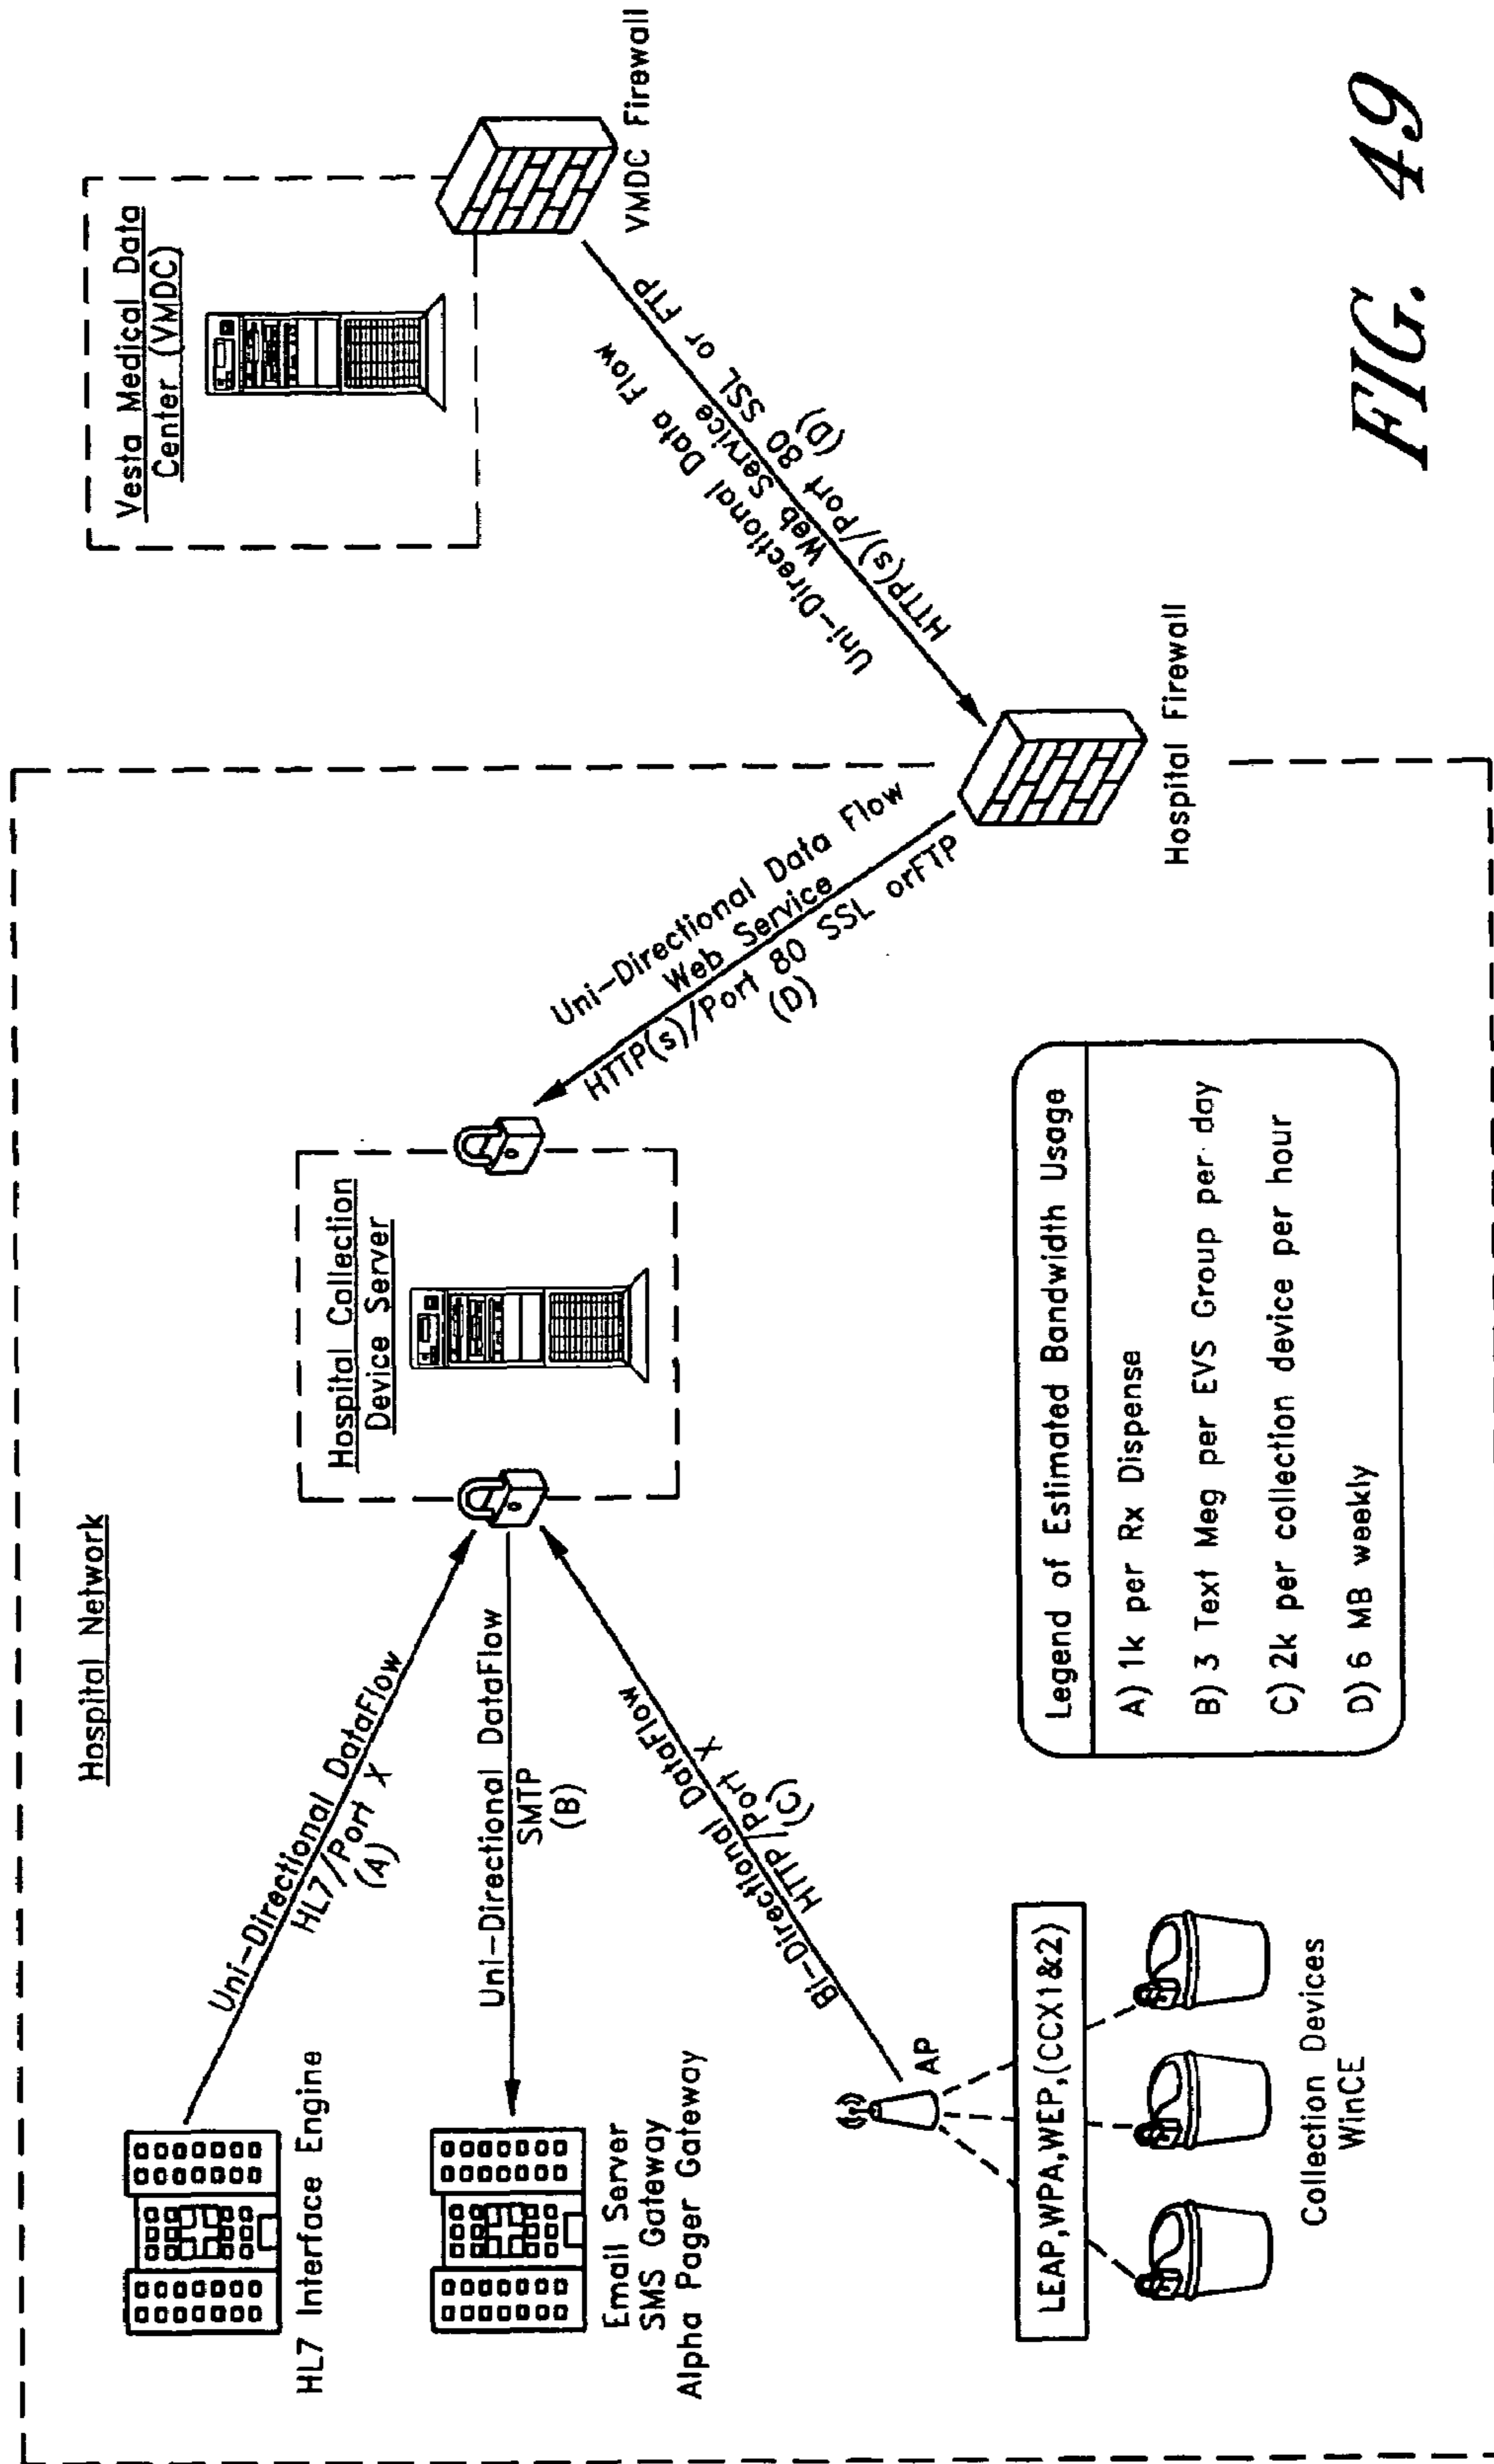 Hospital Network
HL7 Interface Engine
Uni-Directional DataFlow
HL7/Port X
(A)
Email Server
SMS Gateway
Alpha Pager Gateway
Uni-Directional DataFlow
SMTP
(B)
AP
Bi-Directional DataFlow
HTTP/Port X
(C)
LEAP,WPA,WEP,(CCX1&2)
Collection Devices
WinCE
Hospital Collection
Device Server
Uni-Directional Data Flow
Web Service
HTTP(s)/Port 80 SSL orFTP
(D)
Hospital Firewall
Uni-Directional Data Flow
Web Service
HTTP(s)/Port 80 SSL or FTP
(D)
Vesta Medical Data
Center (VMDC)
VMDC Firewall
Legend of Estimated Bandwidth Usage
A) 1k per Rx Dispense
B) 3 Text Meg per EVS Group per day
C) 2k per collection device per hour
D) 6 MB weekly
FIG. 49